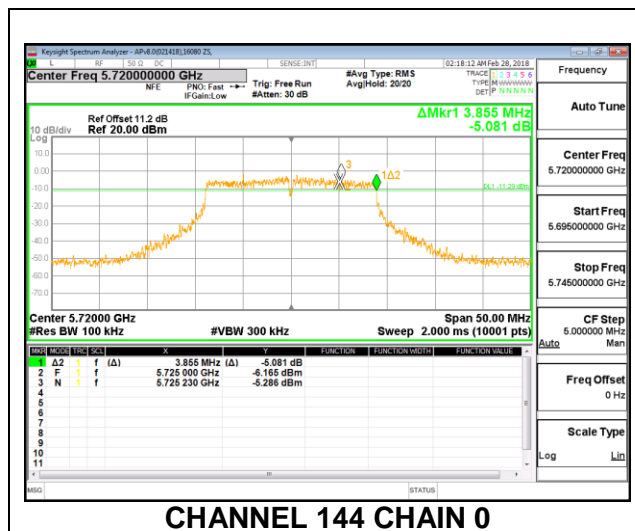 Keysight Spectrum Analyzer - APv8.0(021418),16080 ZS,
L RF 50 Ω DC SENSE:INT 02:18:12 AM Feb 28, 2018
Center Freq 5.720000000 GHz
NFE PNO: Fast IFGain:Low Trig: Free Run #Atten: 30 dB
#Avg Type: RMS Avg|Hold: 20/20
TRACE 1 2 3 4 5 6
TYPE M
DET P N N N N N
Ref Offset 11.2 dB
Ref 20.00 dBm
10 dB/div
Log
ΔMkr1 3.855 MHz
-5.081 dB
10.0
0.00
-10.0
-20.0
-30.0
-40.0
-50.0
-60.0
-70.0
3
1Δ2
DL1 -11.29 dBm
Center 5.72000 GHz Span 50.00 MHz
#Res BW 100 kHz #VBW 300 kHz Sweep 2.000 ms (10001 pts)
MKR MODE TRC SCL X Y FUNCTION FUNCTION WIDTH FUNCTION VALUE
1 Δ2 1 f (Δ) 3.855 MHz (Δ) -5.081 dB
2 F 1 f 5.725 000 GHz -6.165 dBm
3 N 1 f 5.725 230 GHz -5.286 dBm
4
5
6
7
8
9
10
11
MSG STATUS
Frequency
Auto Tune
Center Freq
5.720000000 GHz
Start Freq
5.695000000 GHz
Stop Freq
5.745000000 GHz
CF Step
5.000000 MHz
Auto Man
Freq Offset
0 Hz
Scale Type
Log Lin
CHANNEL 144 CHAIN 0